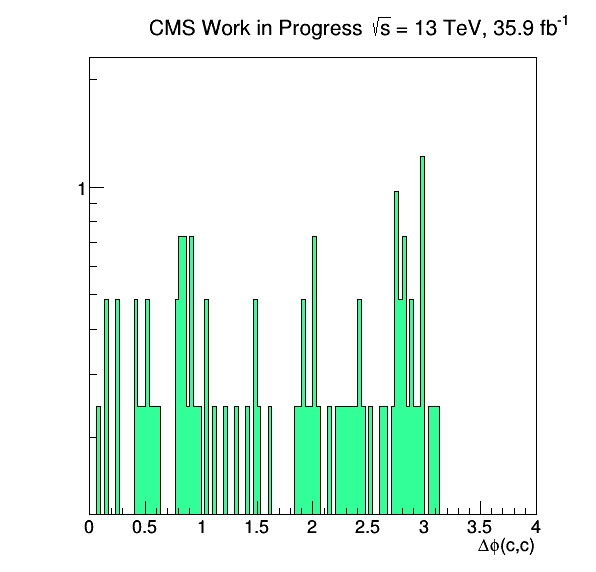 CMS Work in Progress √s = 13 TeV, 35.9 fb⁻¹
1
0 0.5 1 1.5 2 2.5 3 3.5 4
Δϕ(c,c)